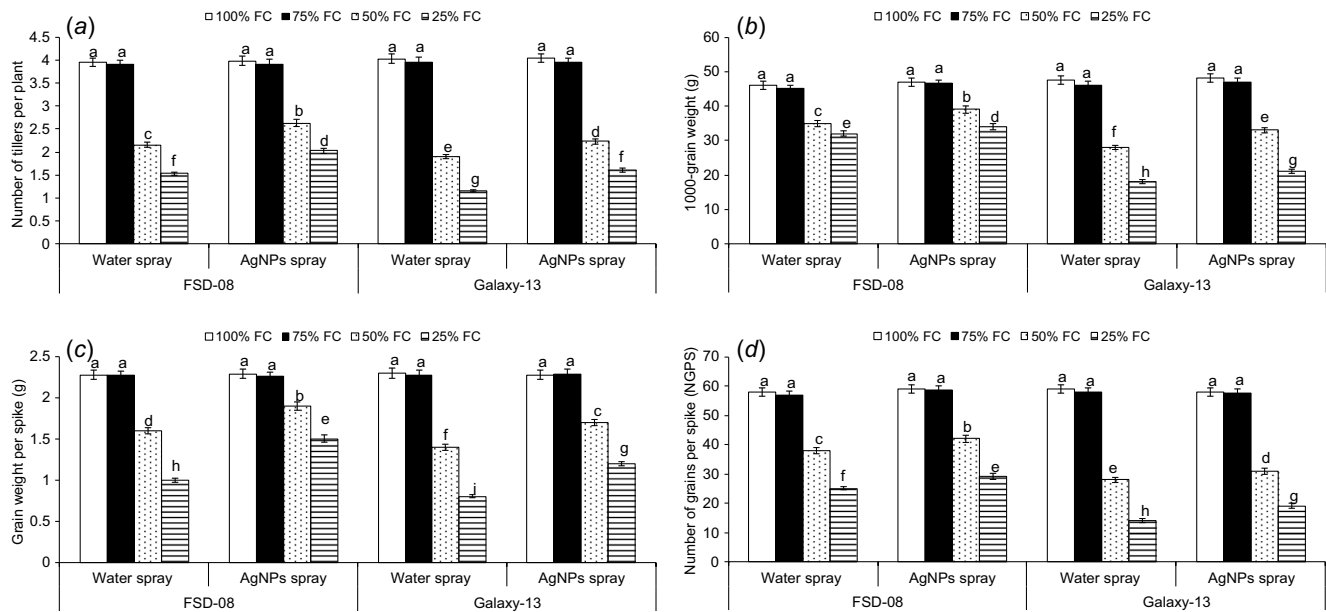 (a)
100% FC 75% FC 50% FC 25% FC
Number of tillers per plant
4.5
4
3.5
3
2.5
2
1.5
1
0.5
0
a a c f a a b d a a e g a a d f
Water spray AgNPs spray Water spray AgNPs spray
FSD-08 Galaxy-13
(b)
100% FC 75% FC 50% FC 25% FC
1000-grain weight (g)
60
50
40
30
20
10
0
a a c e a a b d a a f h a a e g
Water spray AgNPs spray Water spray AgNPs spray
FSD-08 Galaxy-13
(c)
100% FC 75% FC 50% FC 25% FC
Grain weight per spike (g)
2.5
2
1.5
1
0.5
0
a a d h a a b e a a f i a a c g
Water spray AgNPs spray Water spray AgNPs spray
FSD-08 Galaxy-13
(d)
100% FC 75% FC 50% FC 25% FC
Number of grains per spike (NGPS)
70
60
50
40
30
20
10
0
a a c f a a b e a a e h a a d g
Water spray AgNPs spray Water spray AgNPs spray
FSD-08 Galaxy-13